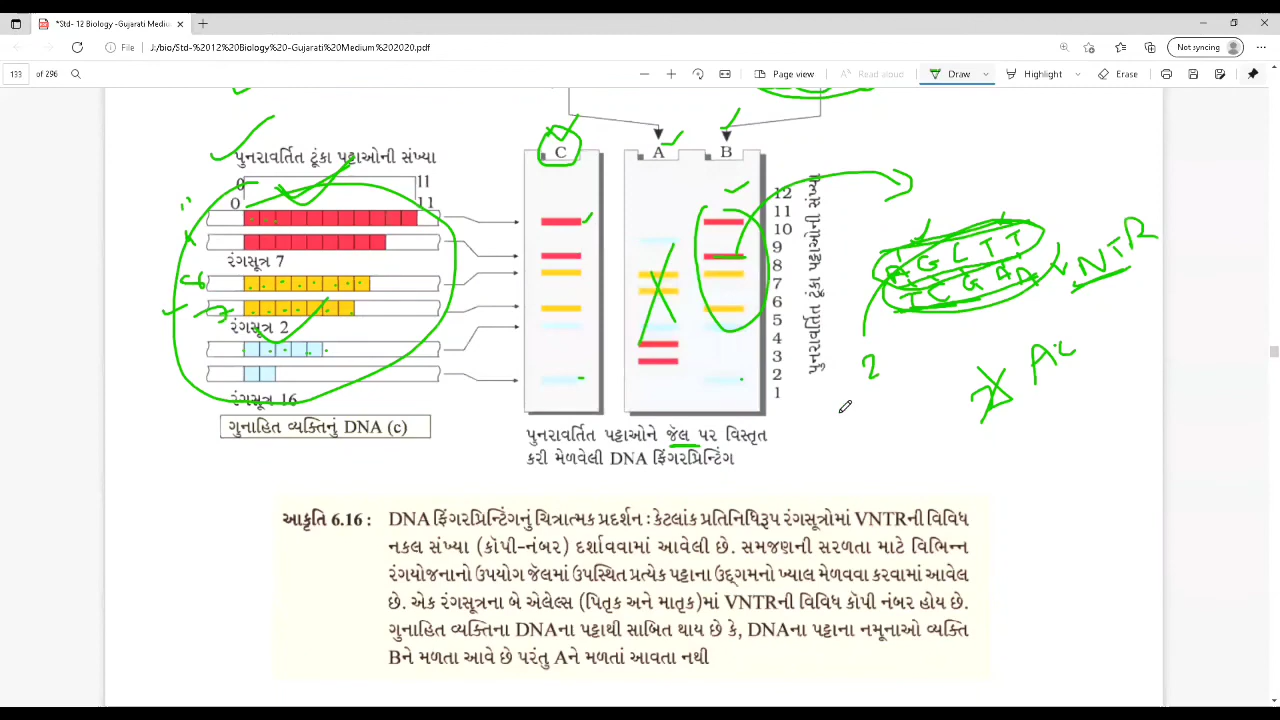 *Std- 12 Biology -Gujarati Medium
File J:/bio/Std-%2012%20Biology%20-Gujarati%20Medium%202020.pdf Not syncing
133 of 296 Page view Read aloud Draw Highlight Erase
પુનરાવર્તિત ટૂંકા પટ્ટાઓની સંખ્યા
0 11
0 11
રંગસૂત્ર 7
રંગસૂત્ર 2
રંગસૂત્ર 16
ગુનાહિત વ્યક્તિનું DNA (c)
C A B
12
11
10
9
8
7
6
5
4
3
2
1
પુનરાવર્તિત ટૂંકા પટ્ટાઓની સંખ્યા
VNTR
2
પુનરાવર્તિત પટ્ટાઓને જૅલ પર વિસ્તૃત
કરી મેળવેલી DNA ફિંગરપ્રિન્ટિંગ
આકૃતિ 6.16 : DNA ફિંગરપ્રિન્ટિંગનું ચિત્રાત્મક પ્રદર્શન : કેટલાંક પ્રતિનિધિરૂપ રંગસૂત્રોમાં VNTRની વિવિધ
નકલ સંખ્યા (કૉપી-નંબર) દર્શાવવામાં આવેલી છે. સમજણની સરળતા માટે વિભિન્ન
રંગયોજનાનો ઉપયોગ જૅલમાં ઉપસ્થિત પ્રત્યેક પટ્ટાના ઉદ્ગમનો ખ્યાલ મેળવવા કરવામાં આવેલ
છે. એક રંગસૂત્રના બે એલેલ્સ (પિતૃક અને માતૃક)માં VNTRની વિવિધ કૉપી નંબર હોય છે.
ગુનાહિત વ્યક્તિના DNAના પટ્ટાથી સાબિત થાય છે કે, DNAના પટ્ટાના નમૂનાઓ વ્યક્તિ
Bને મળતા આવે છે પરંતુ Aને મળતાં આવતા નથી